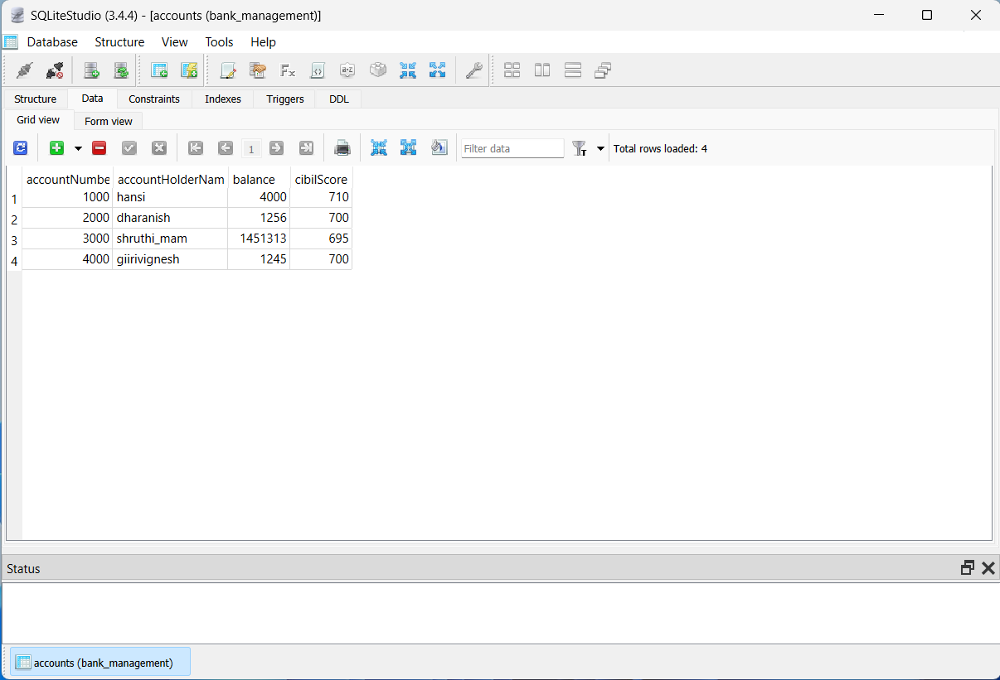 SQLiteStudio (3.4.4) - [accounts (bank_management)]
Database Structure View Tools Help
Structure Data Constraints Indexes Triggers DDL
Grid view Form view
1 Filter data Total rows loaded: 4
accountNumbe accountHolderNam balance cibilScore
1 1000 hansi 4000 710
2 2000 dharanish 1256 700
3 3000 shruthi_mam 1451313 695
4 4000 giirivignesh 1245 700
Status
accounts (bank_management)